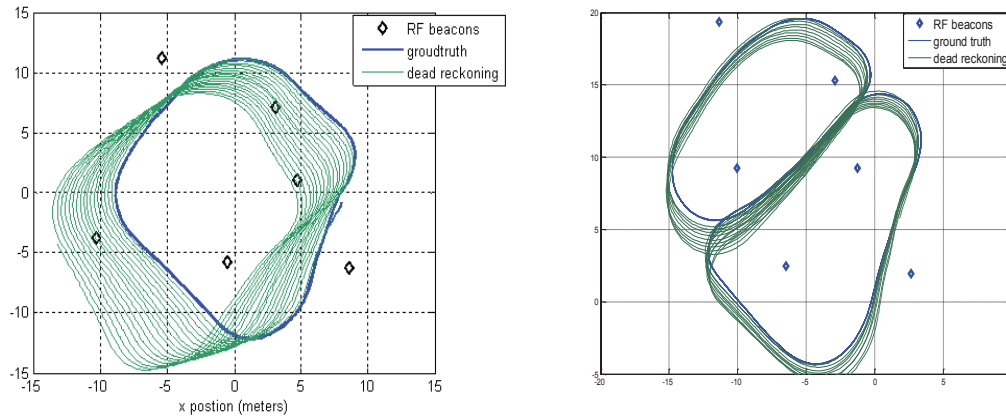 15
10
5
0
-5
-10
-15
-15 -10 -5 0 5 10 15
x postion (meters)
RF beacons
groudtruth
dead reckoning
20
15
10
5
0
-5
-20 -15 -10 -5 0 5
RF beacons
ground truth
dead reckoning